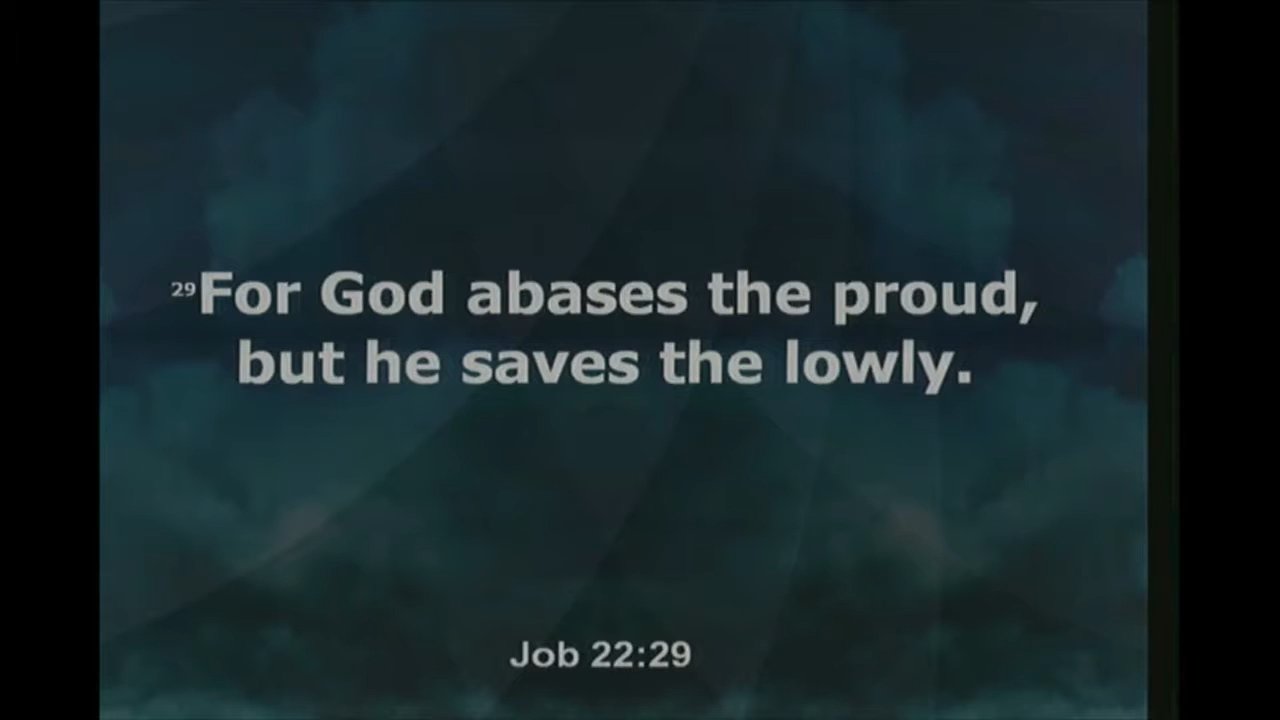 29For God abases the proud,
but he saves the lowly.
Job 22:29